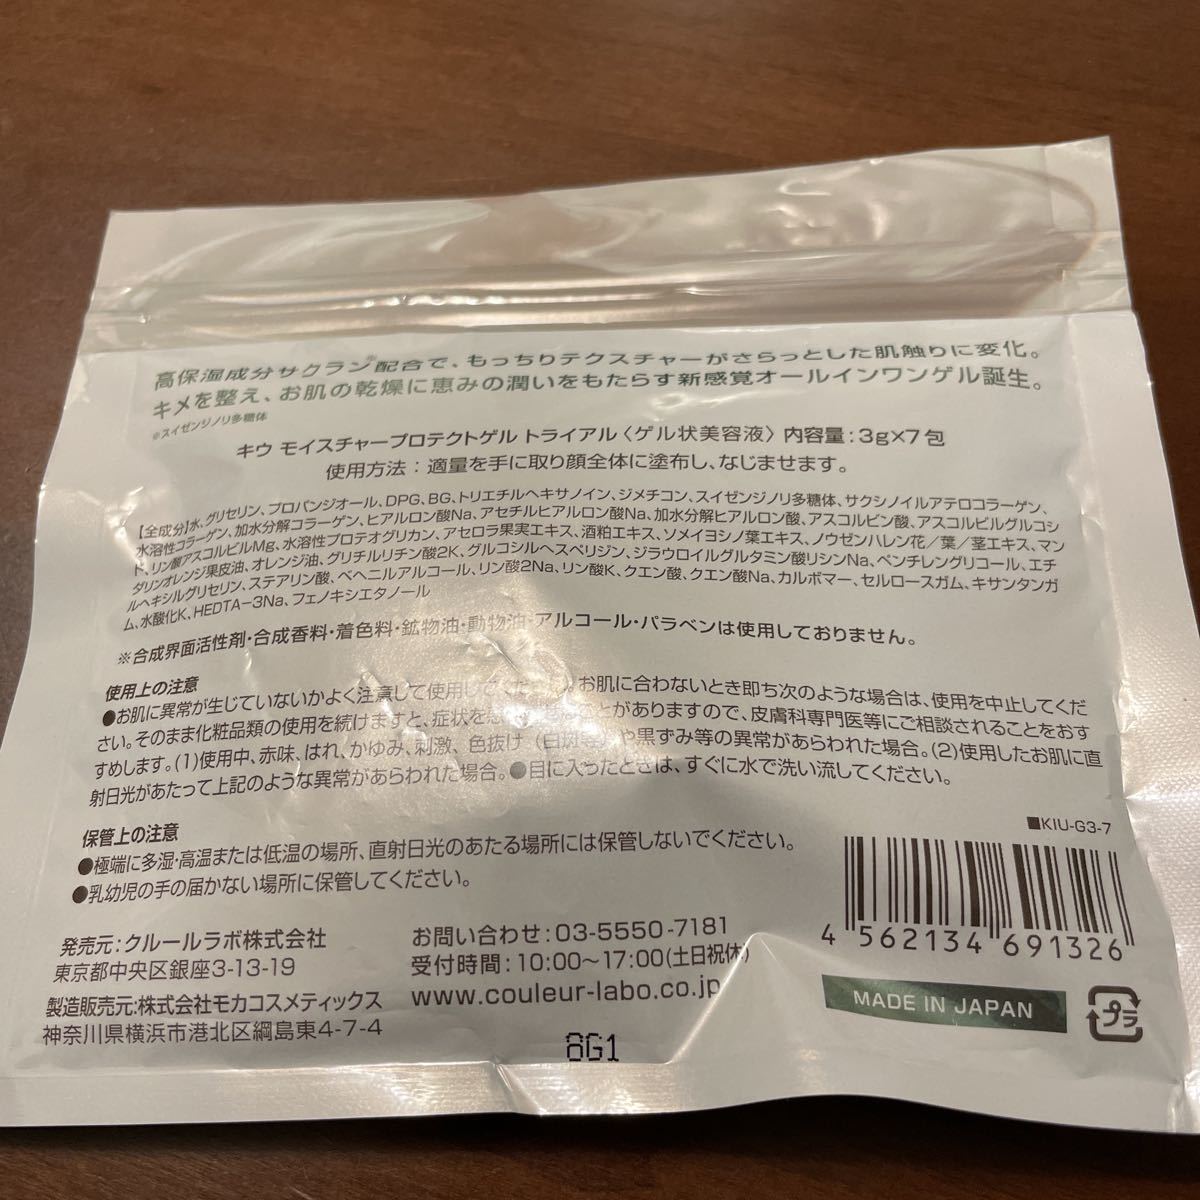 高保湿成分サクラン※配合で、もっちりテクスチャーがさらっとした肌触りに変化。
キメを整え、お肌の乾燥に恵みの潤いをもたらす新感覚オールインワンゲル誕生。
※スイゼンジノリ多糖体
キウ モイスチャープロテクトゲル トライアル〈ゲル状美容液〉内容量:3g×7包
使用方法:適量を手に取り顔全体に塗布し、なじませます。
【全成分】水、グリセリン、プロパンジオール、DPG、BG、トリエチルヘキサノイン、ジメチコン、スイゼンジノリ多糖体、サクシノイルアテロコラーゲン、
水溶性コラーゲン、加水分解コラーゲン、ヒアルロン酸Na、アセチルヒアルロン酸Na、加水分解ヒアルロン酸、アスコルビン酸、アスコルビルグルコシ
ド、リン酸アスコルビルMg、水溶性プロテオグリカン、アセロラ果実エキス、酒粕エキス、ソメイヨシノ葉エキス、ノウゼンハレン花/葉/茎エキス、マン
ダリンオレンジ果皮油、オレンジ油、グリチルリチン酸2K、グルコシルヘスペリジン、ジラウロイルグルタミン酸リシンNa、ペンチレングリコール、エチ
ルヘキシルグリセリン、ステアリン酸、ベヘニルアルコール、リン酸2Na、リン酸K、クエン酸、クエン酸Na、カルボマー、セルロースガム、キサンタンガ
ム、水酸化K、HEDTA-3Na、フェノキシエタノール
※合成界面活性剤・合成香料・着色料・鉱物油・動物油・アルコール・パラベンは使用しておりません。
使用上の注意
●お肌に異常が生じていないかよく注意して使用してください。お肌に合わないとき即ち次のような場合は、使用を中止してくだ
さい。そのまま化粧品類の使用を続けますと、症状を ことがありますので、皮膚科専門医等にご相談されることをおす
すめします。(1)使用中、赤味、はれ、かゆみ、刺激、色抜け(白斑等)や黒ずみ等の異常があらわれた場合。(2)使用したお肌に直
射日光があたって上記のような異常があらわれた場合。●目に入ったときは、すぐに水で洗い流してください。
保管上の注意
●極端に多湿・高温または低温の場所、直射日光のあたる場所には保管しないでください。
●乳幼児の手の届かない場所に保管してください。
発売元:クルールラボ株式会社
東京都中央区銀座3-13-19
製造販売元:株式会社モカコスメティックス
神奈川県横浜市港北区綱島東4-7-4
お問い合わせ:03-5550-7181
受付時間:10:00~17:00(土日祝休)
www.couleur-labo.co.jp
8G1
■KIU-G3-7
4 562134 691326
MADE IN JAPAN
プラ